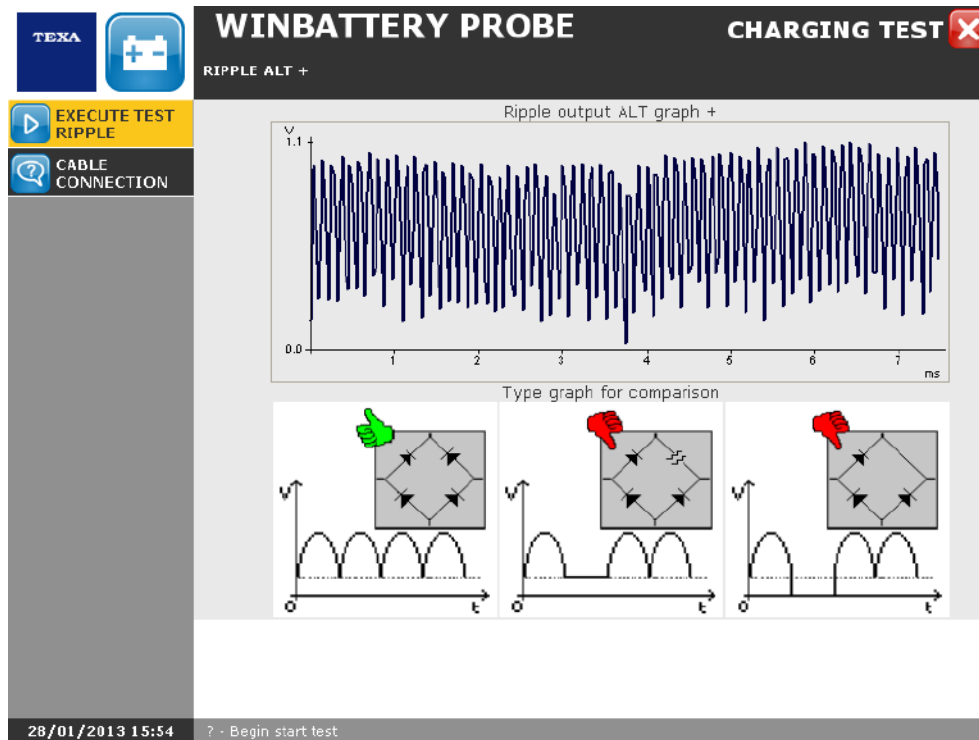 TEXA
WINBATTERY PROBE
CHARGING TEST
RIPPLE ALT +
EXECUTE TEST
RIPPLE
CABLE
CONNECTION
Ripple output ALT graph +
V
1.1
0.0
1 2 3 4 5 6 7
ms
Type graph for comparison
V
0
t
V
0
t
V
0
t
28/01/2013 15:54
? - Begin start test